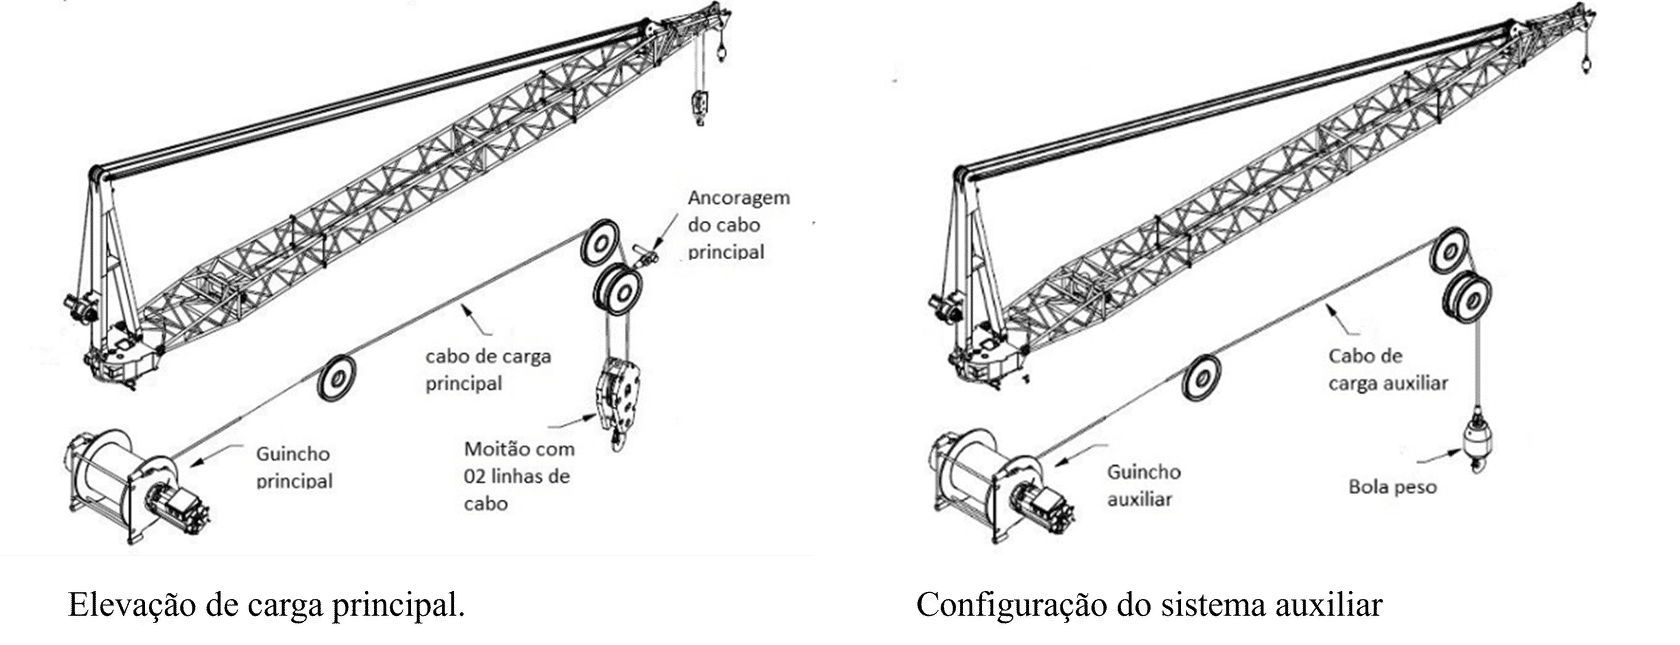 Ancoragem
do cabo
principal
cabo de carga
principal
Guincho
principal
Moitão com
02 linhas de
cabo
Elevação de carga principal.
Cabo de
carga auxiliar
Guincho
auxiliar
Bola peso
Configuração do sistema auxiliar